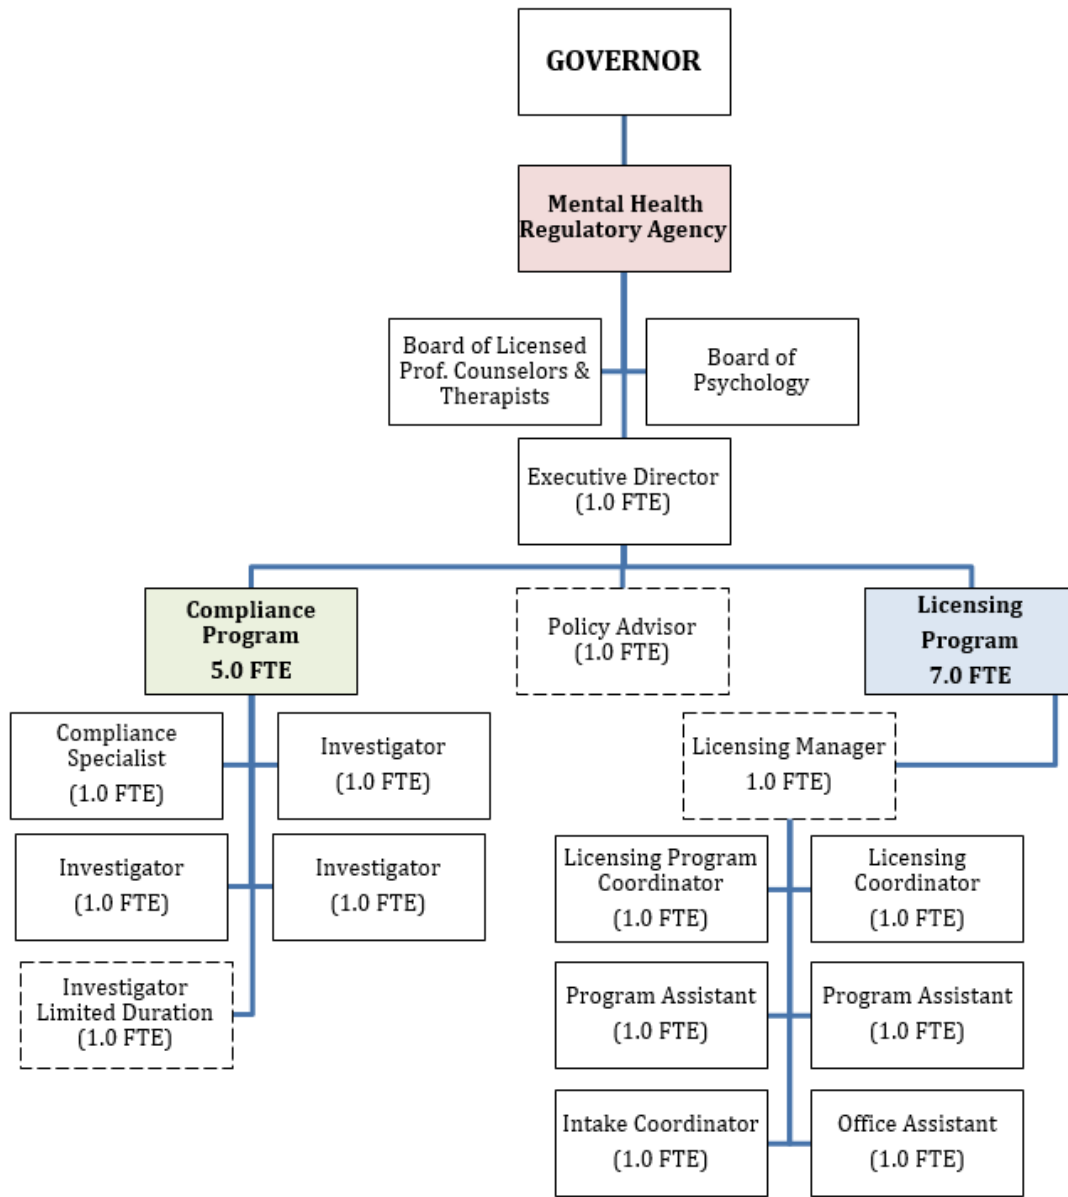 GOVERNOR
Mental Health
Regulatory Agency
Board of Licensed
Prof. Counselors &
Therapists
Board of
Psychology
Executive Director
(1.0 FTE)
Compliance
Program
5.0 FTE
Policy Advisor
(1.0 FTE)
Licensing
Program
7.0 FTE
Compliance
Specialist
(1.0 FTE)
Investigator
(1.0 FTE)
Licensing Manager
1.0 FTE)
Investigator
(1.0 FTE)
Investigator
(1.0 FTE)
Licensing Program
Coordinator
(1.0 FTE)
Licensing
Coordinator
(1.0 FTE)
Investigator
Limited Duration
(1.0 FTE)
Program Assistant
(1.0 FTE)
Program Assistant
(1.0 FTE)
Intake Coordinator
(1.0 FTE)
Office Assistant
(1.0 FTE)